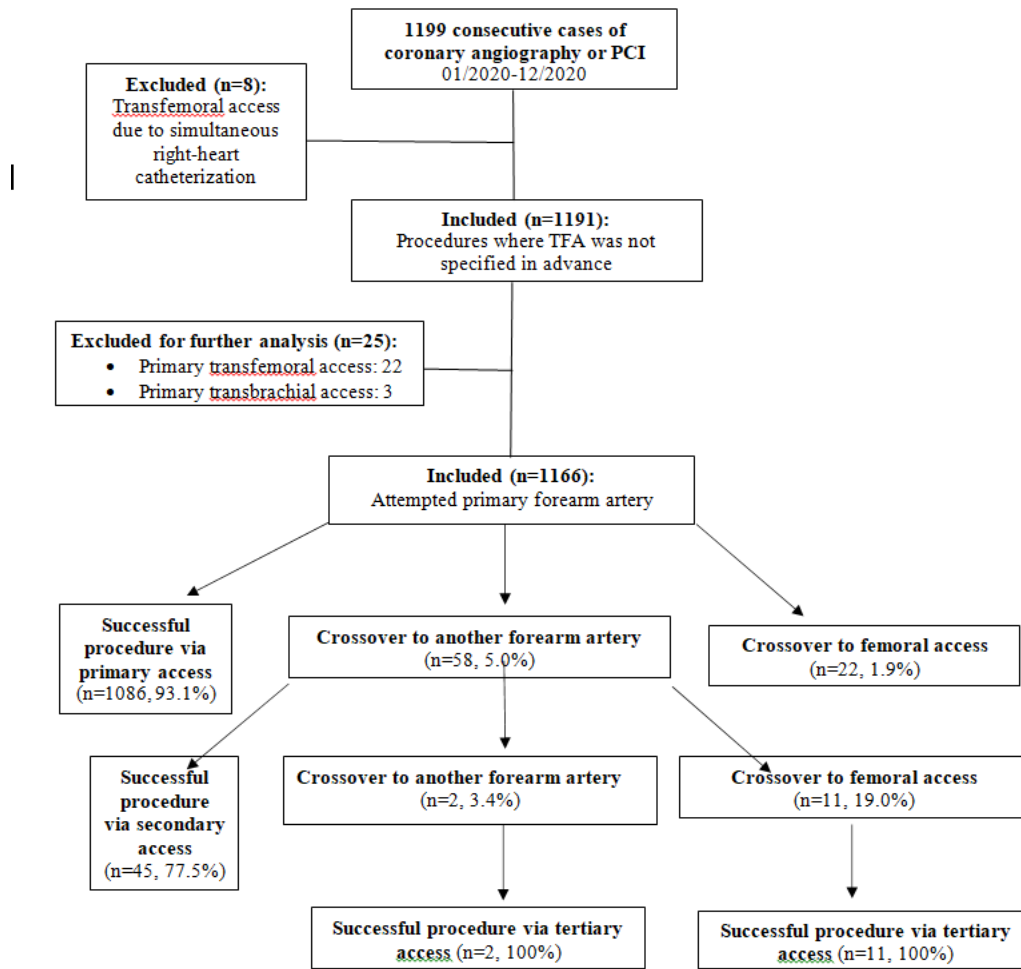 1199 consecutive cases of
coronary angiography or PCI
01/2020-12/2020
Excluded (n=8):
Transfemoral access
due to simultaneous
right-heart
catheterization
Included (n=1191):
Procedures where TFA was not
specified in advance
Excluded for further analysis (n=25):
• Primary transfemoral access: 22
• Primary transbrachial access: 3
Included (n=1166):
Attempted primary forearm artery
Successful
procedure via
primary access
(n=1086, 93.1%)
Crossover to another forearm artery
(n=58, 5.0%)
Crossover to femoral access
(n=22, 1.9%)
Successful
procedure
via secondary
access
(n=45, 77.5%)
Crossover to another forearm artery
(n=2, 3.4%)
Crossover to femoral access
(n=11, 19.0%)
Successful procedure via tertiary
access (n=2, 100%)
Successful procedure via tertiary
access (n=11, 100%)